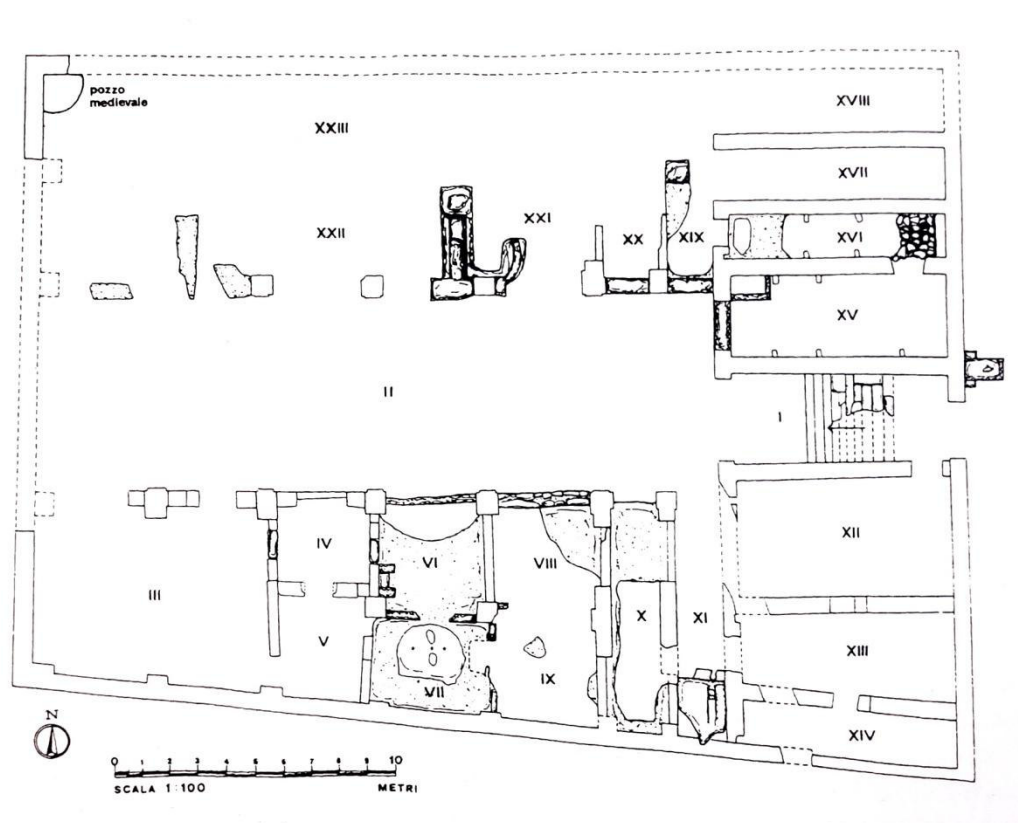 pozzo
medievale
XXIII
XVIII
XVII
XXII
XXI
XX
XIX
XVI
XV
II
I
IV
VI
VIII
XII
III
V
X
XI
VII
IX
XIII
XIV
N
0 1 2 3 4 5 6 7 8 9 10
SCALA 1:100 METRI